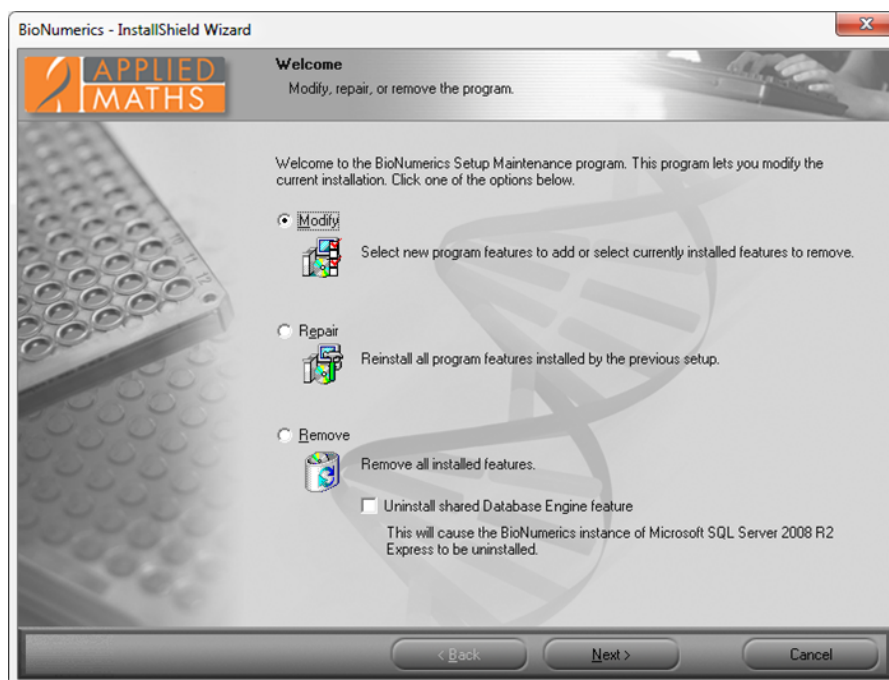 BioNumerics - InstallShield Wizard
APPLIED
MATHS
Welcome
Modify, repair, or remove the program.
Welcome to the BioNumerics Setup Maintenance program. This program lets you modify the
current installation. Click one of the options below.
Modify
Select new program features to add or select currently installed features to remove.
Repair
Reinstall all program features installed by the previous setup.
Remove
Remove all installed features.
Uninstall shared Database Engine feature
This will cause the BioNumerics instance of Microsoft SQL Server 2008 R2
Express to be uninstalled.
11 12
< Back
Next >
Cancel